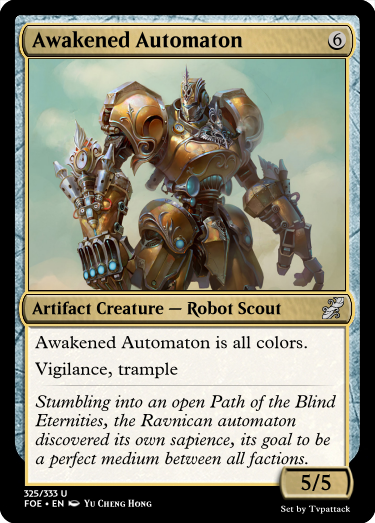 Awakened Automaton 6
Artifact Creature — Robot Scout
Awakened Automaton is all colors.
Vigilance, trample
Stumbling into an open Path of the Blind
Eternities, the Ravnican automaton
discovered its own sapience, its goal to be
a perfect medium between all factions.
5/5
325/333 U
FOE • EN Yu Cheng Hong
Set by Tvpattack